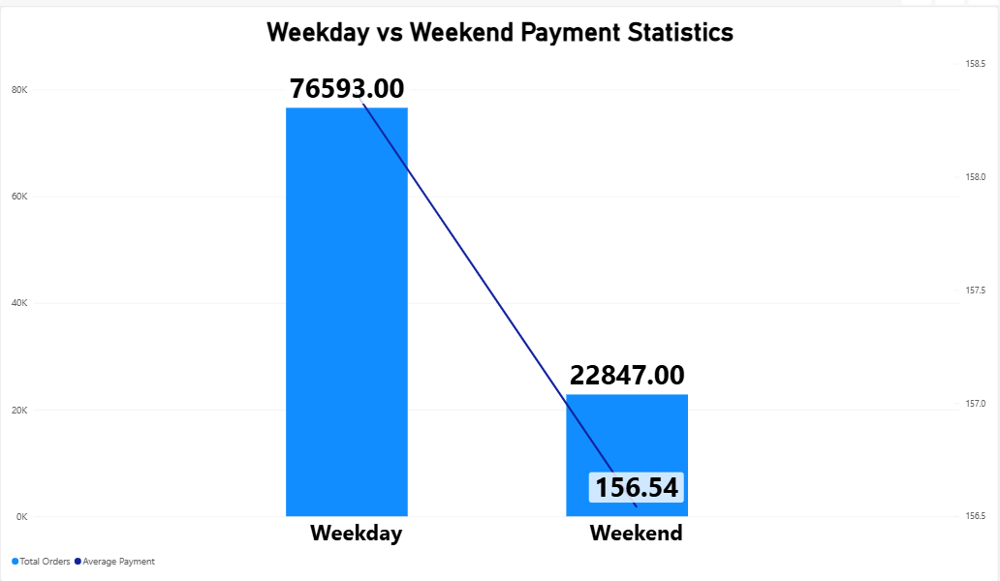 Weekday vs Weekend Payment Statistics
158.5
76593.00
80K
158.0
60K
157.5
40K
22847.00
157.0
20K
156.54
0K
156.5
Weekday
Weekend
Total Orders
Average Payment